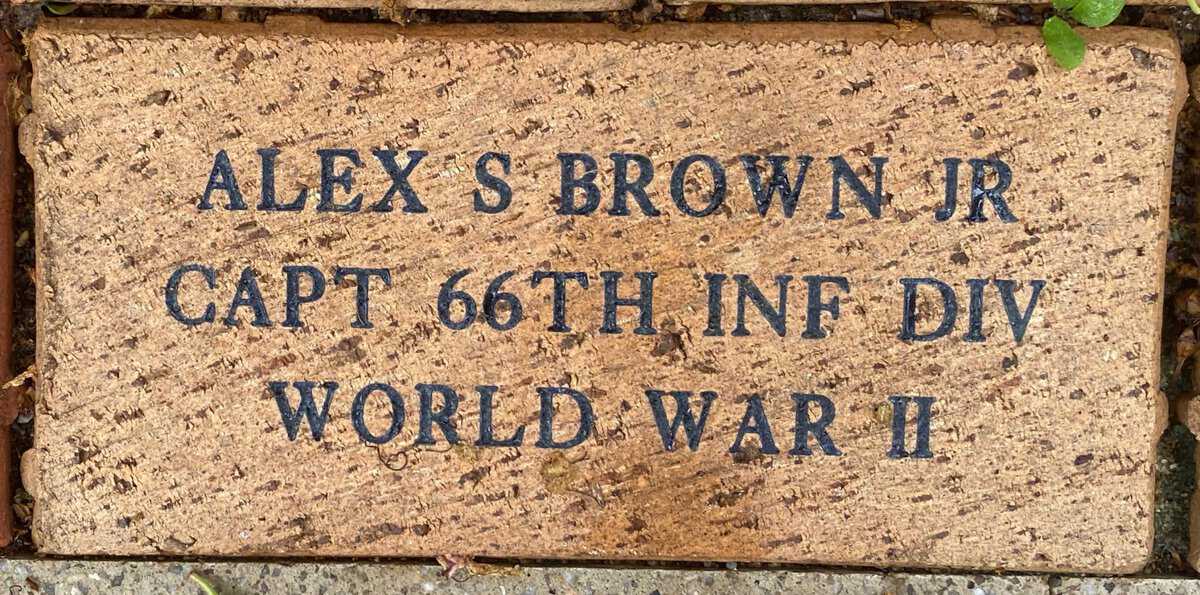 ALEX S BROWN JR
CAPT 66TH INF DIV
WORLD WAR II